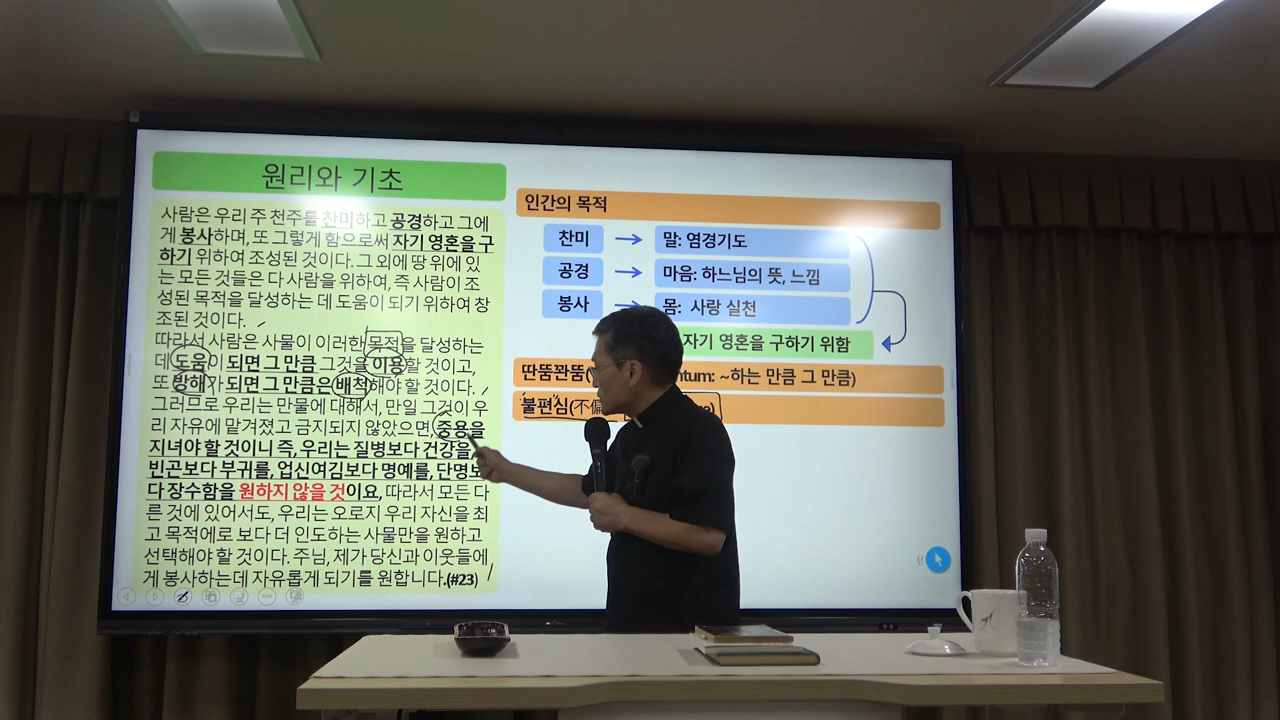 원리와 기초
사람은 우리 주 천주를 찬미하고 공경하고 그에
게 봉사하며, 또 그렇게 함으로써 자기 영혼을 구
하기 위하여 조성된 것이다. 그 외에 땅 위에 있
는 모든 것들은 다 사람을 위하여, 즉 사람이 조
성된 목적을 달성하는 데 도움이 되기 위하여 창
조된 것이다.
따라서 사람은 사물이 이러한 목적을 달성하는
데 도움이 되면 그 만큼 그것을 이용할 것이고,
또 방해가 되면 그 만큼은 배척해야 할 것이다.
그러므로 우리는 만물에 대해서, 만일 그것이 우
리 자유에 맡겨졌고 금지되지 않았으면, 중용을
지녀야 할 것이니 즉, 우리는 질병보다 건강을,
빈곤보다 부귀를, 업신여김보다 명예를, 단명보
다 장수함을 원하지 않을 것이요, 따라서 모든 다
른 것에 있어서도, 우리는 오로지 우리 자신을 최
고 목적에로 보다 더 인도하는 사물만을 원하고
선택해야 할 것이다. 주님, 제가 당신과 이웃들에
게 봉사하는데 자유롭게 되기를 원합니다.(#23)
인간의 목적
찬미 → 말: 염경기도
공경 → 마음: 하느님의 뜻, 느낌
봉사 → 몸: 사랑 실천
자기 영혼을 구하기 위함
딴뚬꽌뚬( ntum: ~하는 만큼 그 만큼)
불편심(不偏